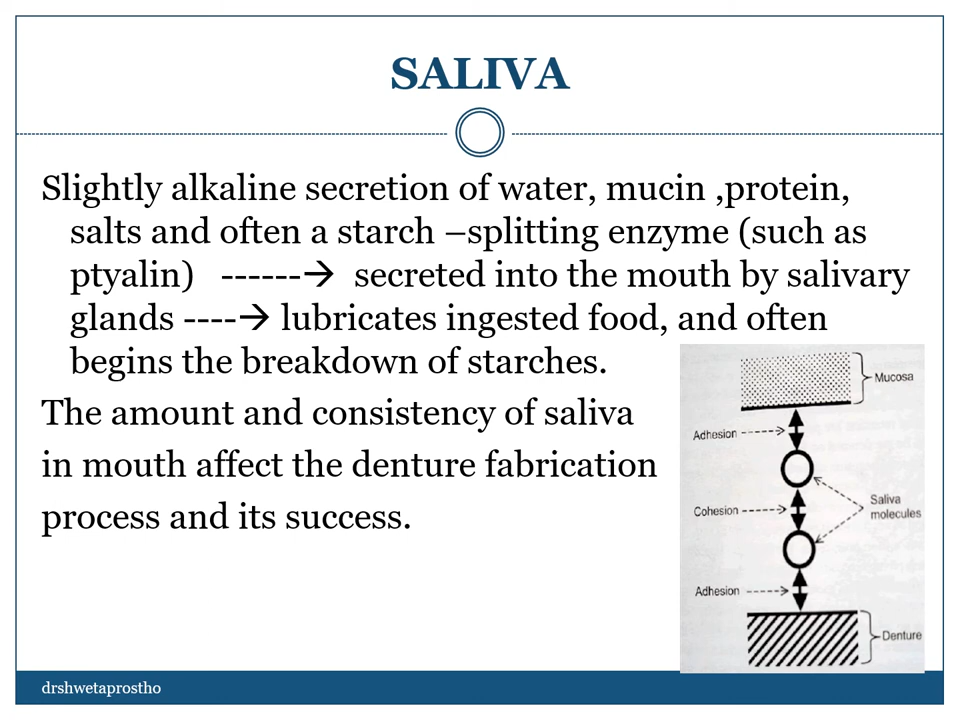 SALIVA
Slightly alkaline secretion of water, mucin ,protein,
salts and often a starch –splitting enzyme (such as
ptyalin) ------→ secreted into the mouth by salivary
glands ----→ lubricates ingested food, and often
begins the breakdown of starches.
The amount and consistency of saliva
in mouth affect the denture fabrication
process and its success.
Mucosa
Adhesion
Saliva
molecules
Cohesion
Adhesion
Denture
drshwetaprostho